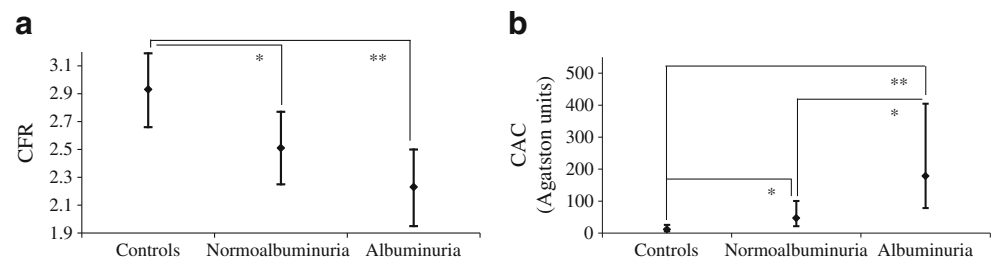 a
CFR
3.1
2.9
2.7
2.5
2.3
2.1
1.9
*
**
Controls Normoalbuminuria Albuminuria
b
CAC
(Agatston units)
500
400
300
200
100
0
**
*
*
Controls Normoalbuminuria Albuminuria